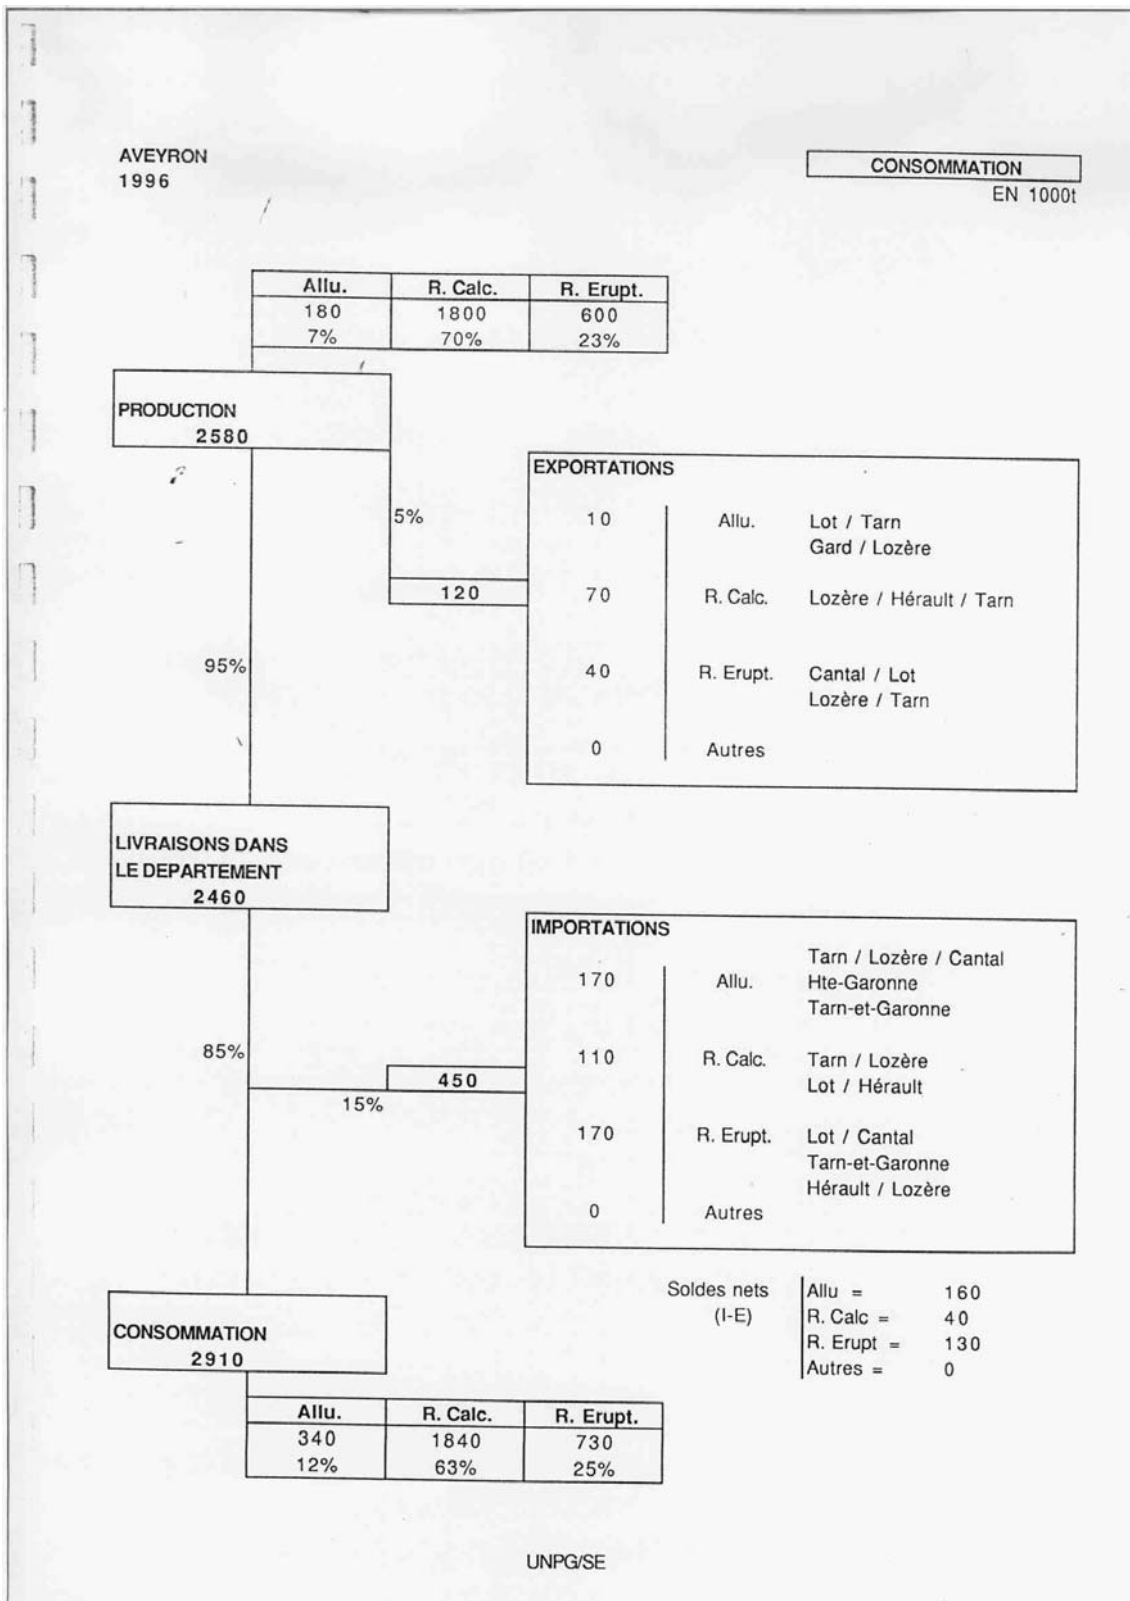 AVEYRON
1996
CONSOMMATION
EN 1000t
Allu. R. Calc. R. Erupt.
180 1800 600
7% 70% 23%
PRODUCTION
2580
EXPORTATIONS
5%
10 Allu. Lot / Tarn
Gard / Lozère
120
70 R. Calc. Lozère / Hérault / Tarn
95%
40 R. Erupt. Cantal / Lot
Lozère / Tarn
0 Autres
LIVRAISONS DANS
LE DEPARTEMENT
2460
IMPORTATIONS
Tarn / Lozère / Cantal
170 Allu. Hte-Garonne
Tarn-et-Garonne
85%
110 R. Calc. Tarn / Lozère
Lot / Hérault
450
15%
170 R. Erupt. Lot / Cantal
Tarn-et-Garonne
Hérault / Lozère
0 Autres
Soldes nets Allu = 160
(I-E) R. Calc = 40
R. Erupt = 130
Autres = 0
CONSOMMATION
2910
Allu. R. Calc. R. Erupt.
340 1840 730
12% 63% 25%
UNPG/SE